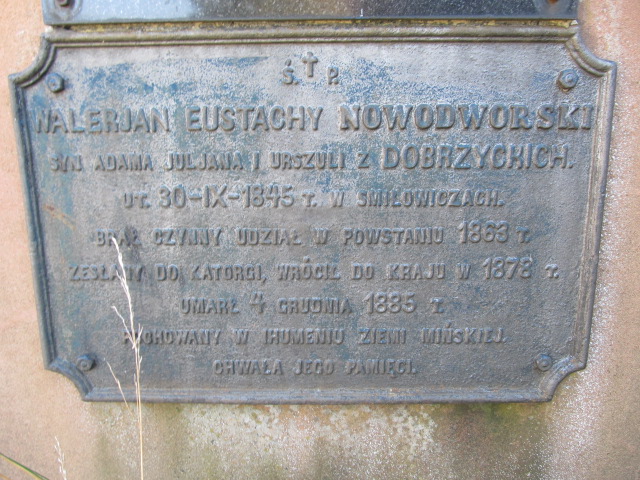 Ś † P.
WALERJAN EUSTACHY NOWODWORSKI
SYN ADAMA JULJANA I URSZULI Z DOBRZYCKICH.
UR. 30-IX-1845 R. W ŚMIŁOWICZACH.
BRAŁ CZYNNY UDZIAŁ W POWSTANIU 1863 R.
ZESŁANY DO KATORGI, WRÓCIŁ DO KRAJU W 1878 R.
UMARŁ 4 GRUDNIA 1885 R.
POCHOWANY W IHUMENIU ZIEMI MIŃSKIEJ.
CHWAŁA JEGO PAMIĘCI.